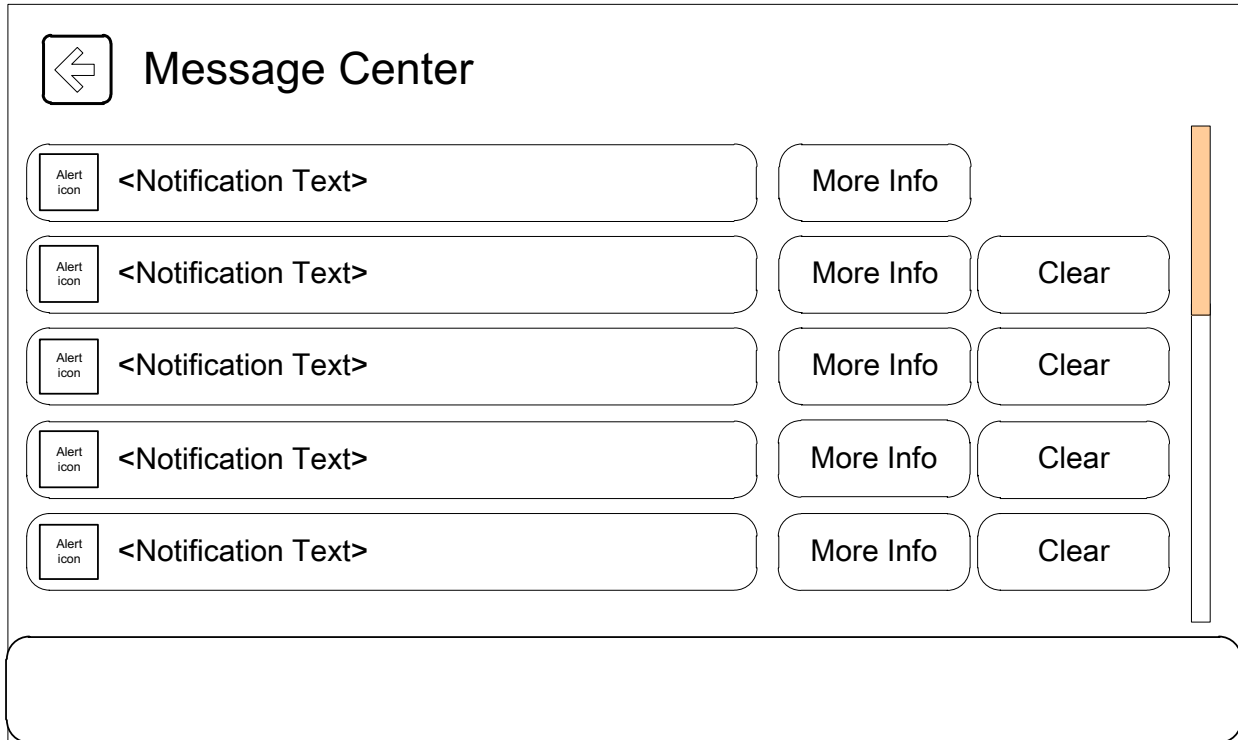 Message Center
Alert
icon
<Notification Text>
More Info
Alert
icon
<Notification Text>
More Info
Clear
Alert
icon
<Notification Text>
More Info
Clear
Alert
icon
<Notification Text>
More Info
Clear
Alert
icon
<Notification Text>
More Info
Clear